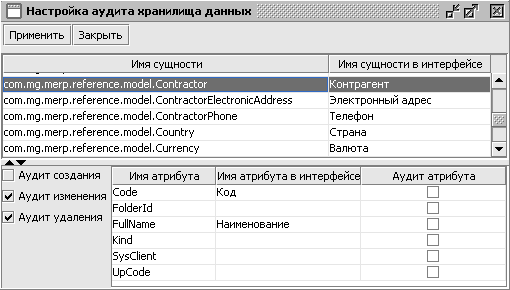 Настройка аудита хранилища данных
Применить Закрыть
Имя сущности Имя сущности в интерфейсе
com.mg.merp.reference.model.Contractor Контрагент
com.mg.merp.reference.model.ContractorElectronicAddress Электронный адрес
com.mg.merp.reference.model.ContractorPhone Телефон
com.mg.merp.reference.model.Country Страна
com.mg.merp.reference.model.Currency Валюта
Аудит создания Имя атрибута Имя атрибута в интерфейсе Аудит атрибута
Аудит изменения Code Код
FolderId
Аудит удаления FullName Наименование
Kind
SysClient
UpCode